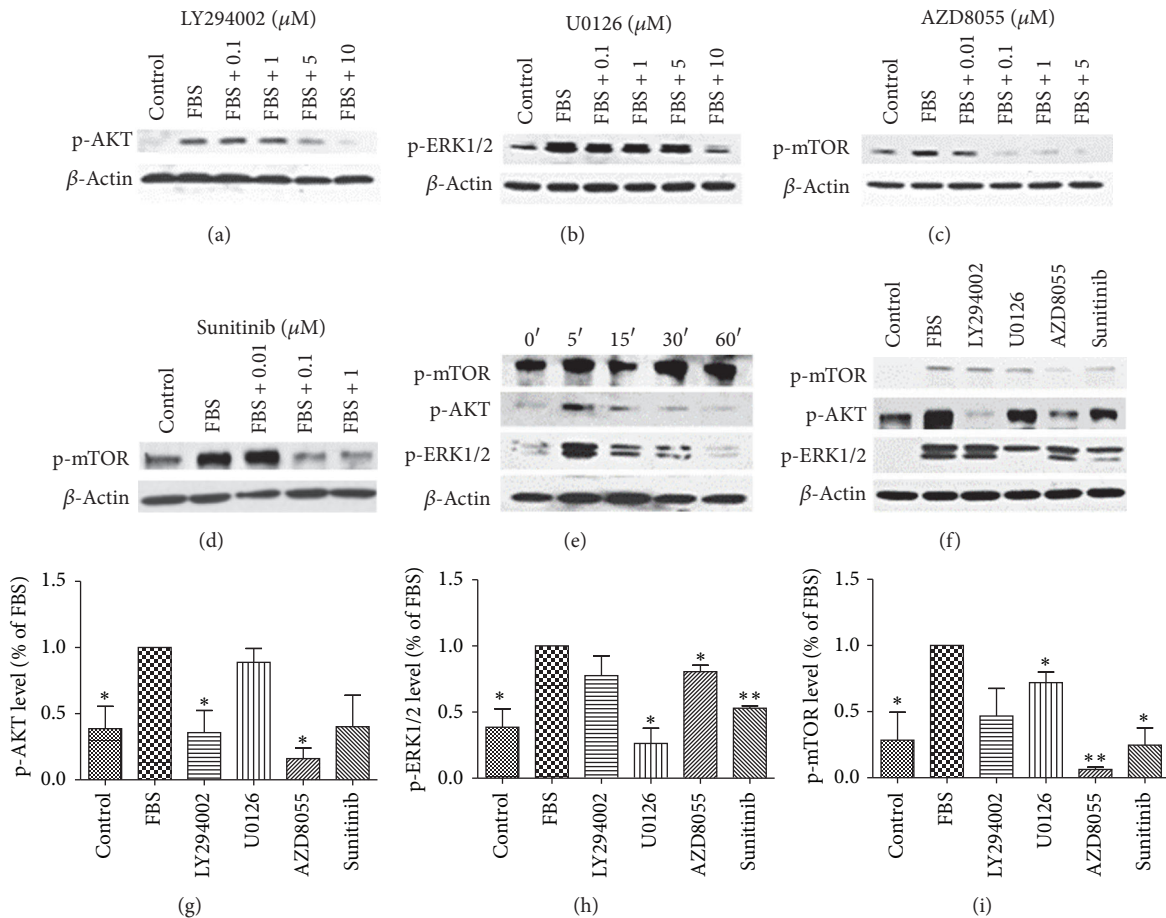 LY294002 (μM)
Control
FBS
FBS + 0.1
FBS + 1
FBS + 5
FBS + 10
p-AKT
β-Actin
(a)
U0126 (μM)
Control
FBS
FBS + 0.1
FBS + 1
FBS + 5
FBS + 10
p-ERK1/2
β-Actin
(b)
AZD8055 (μM)
Control
FBS
FBS + 0.01
FBS + 0.1
FBS + 1
FBS + 5
p-mTOR
β-Actin
(c)
Sunitinib (μM)
Control
FBS
FBS + 0.01
FBS + 0.1
FBS + 1
p-mTOR
β-Actin
(d)
0′ 5′ 15′ 30′ 60′
p-mTOR
p-AKT
p-ERK1/2
β-Actin
(e)
Control
FBS
LY294002
U0126
AZD8055
Sunitinib
p-mTOR
p-AKT
p-ERK1/2
β-Actin
(f)
p-AKT level (% of FBS)
1.5
1.0
0.5
0.0
* * *
Control
FBS
LY294002
U0126
AZD8055
Sunitinib
(g)
p-ERK1/2 level (% of FBS)
1.5
1.0
0.5
0.0
* * * **
Control
FBS
LY294002
U0126
AZD8055
Sunitinib
(h)
p-mTOR level (% of FBS)
1.5
1.0
0.5
0.0
* * ** *
Control
FBS
LY294002
U0126
AZD8055
Sunitinib
(i)